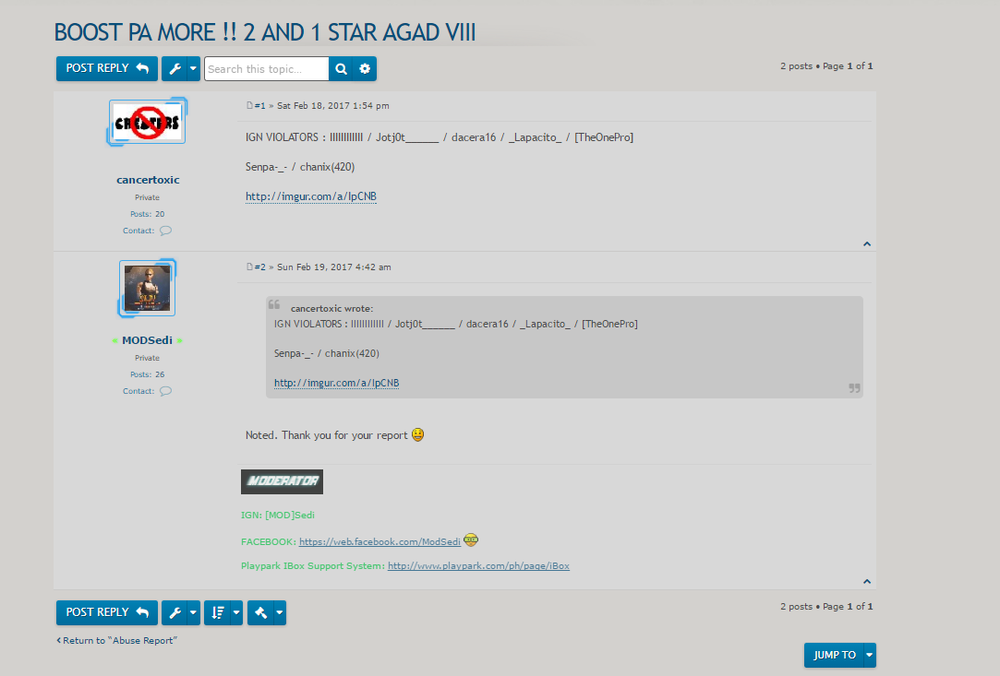 BOOST PA MORE !! 2 AND 1 STAR AGAD VIII
POST REPLY
Search this topic...
2 posts • Page 1 of 1
CHEATERS
#1 » Sat Feb 18, 2017 1:54 pm
IGN VIOLATORS : IIIIIIIIIIII / Jotj0t______ / dacera16 / _Lapacito_ / [TheOnePro]
Senpa-_- / chanix(420)
http://imgur.com/a/IpCNB
cancertoxic
Private
Posts: 20
Contact:
#2 » Sun Feb 19, 2017 4:42 am
MODSedi
Private
Posts: 26
Contact:
cancertoxic wrote:
IGN VIOLATORS : IIIIIIIIIIII / Jotj0t______ / dacera16 / _Lapacito_ / [TheOnePro]
Senpa-_- / chanix(420)
http://imgur.com/a/IpCNB
Noted. Thank you for your report
MODERATOR
IGN: [MOD]Sedi
FACEBOOK: https://web.facebook.com/ModSedi
Playpark IBox Support System: http://www.playpark.com/ph/page/iBox
POST REPLY
2 posts • Page 1 of 1
Return to “Abuse Report”
JUMP TO